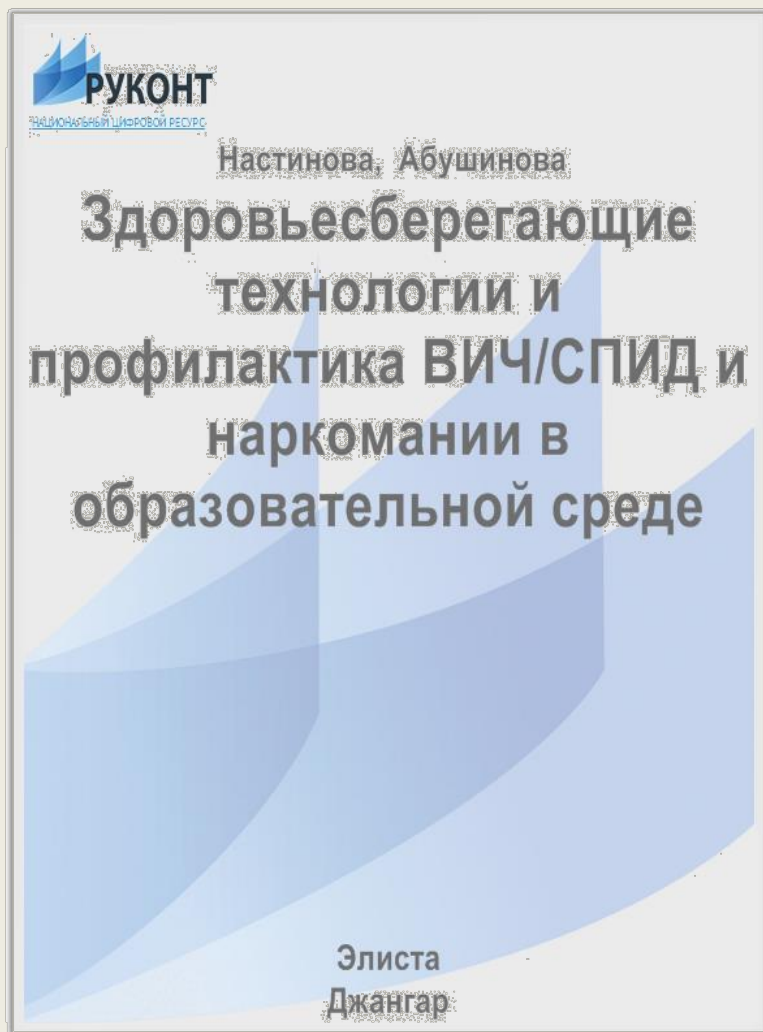 РУКОНТ
НАЦИОНАЛЬНЫЙ ЦИФРОВОЙ РЕСУРС
Настинова, Абушинова
Здоровьесберегающие
технологии и
профилактика ВИЧ/СПИД и
наркомании в
образовательной среде
Элиста
Джангар